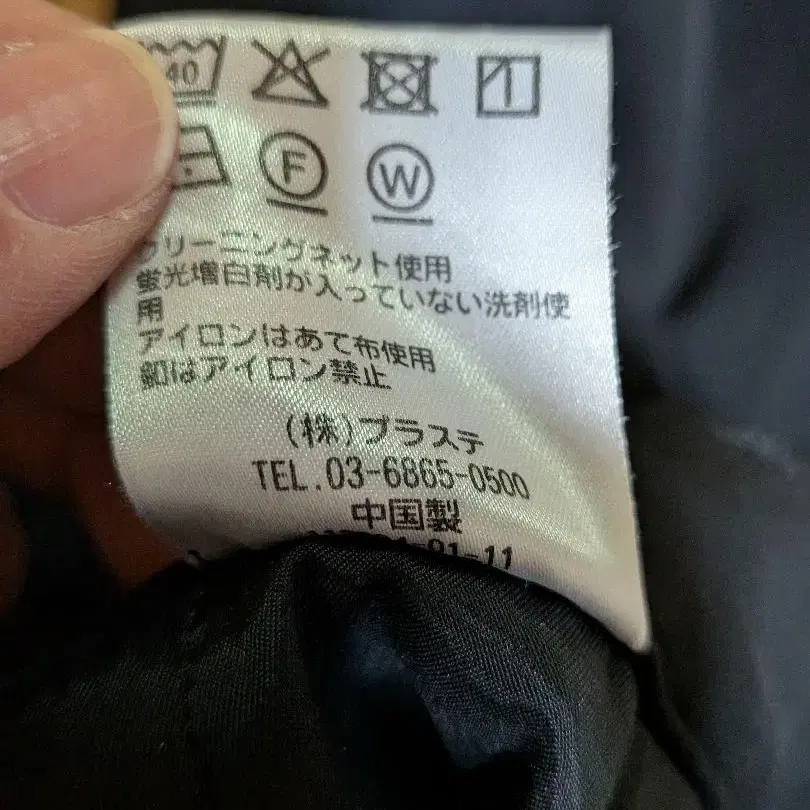 40
F
W
クリーニングネット使用
蛍光増白剤が入っていない洗剤使
用
アイロンはあて布使用
釦はアイロン禁止
(株)プラステ
TEL.03-6865-0500
中国製
01-11